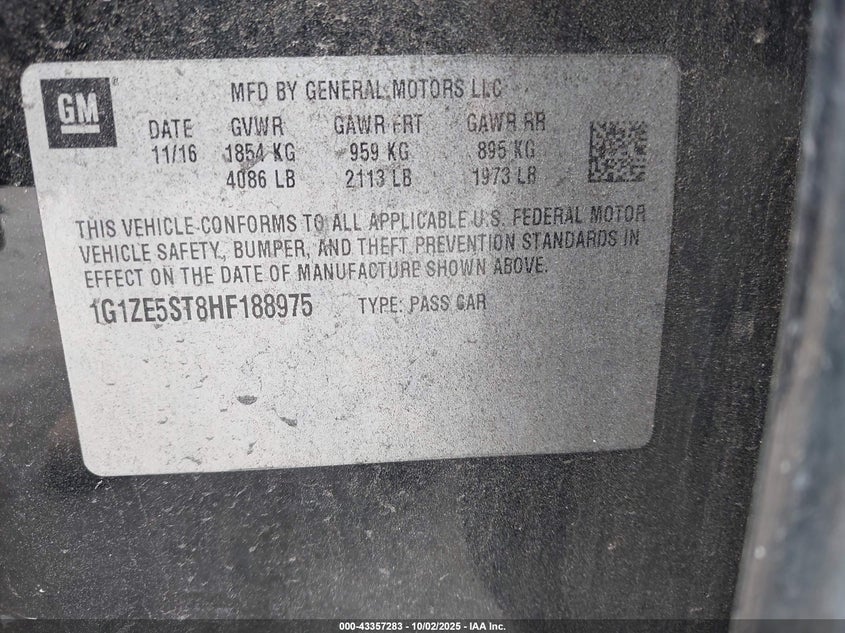 GM
MFD BY GENERAL MOTORS LLC
DATE GVWR GAWR FRT GAWR RR
11/16 1854 KG 959 KG 895 KG
4086 LB 2113 LB 1973 LB
THIS VEHICLE CONFORMS TO ALL APPLICABLE U.S. FEDERAL MOTOR
VEHICLE SAFETY, BUMPER, AND THEFT PREVENTION STANDARDS IN
EFFECT ON THE DATE OF MANUFACTURE SHOWN ABOVE.
1G1ZE5ST8HF188975 TYPE: PASS CAR
000-43357283 - 10/02/2025 - IAA Inc.